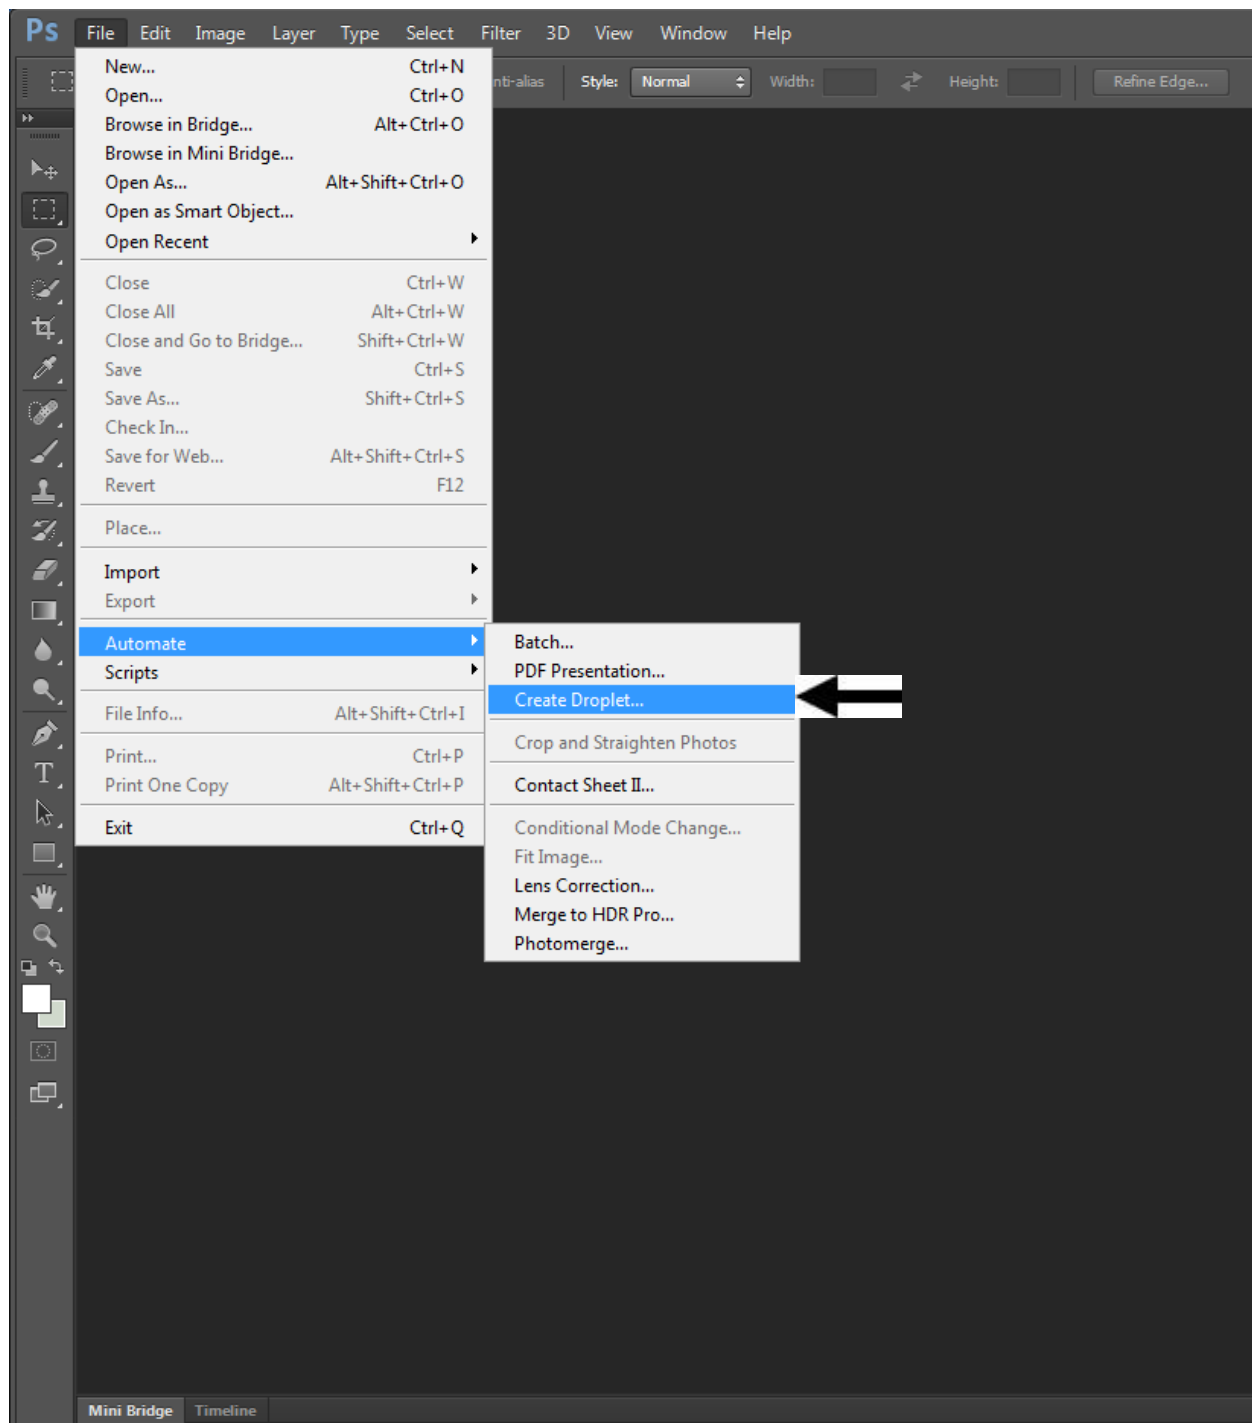 Ps File Edit Image Layer Type Select Filter 3D View Window Help
nti-alias Style: Normal Width: Height: Refine Edge...
New... Ctrl+N
Open... Ctrl+O
Browse in Bridge... Alt+Ctrl+O
Browse in Mini Bridge...
Open As... Alt+Shift+Ctrl+O
Open as Smart Object...
Open Recent
Close Ctrl+W
Close All Alt+Ctrl+W
Close and Go to Bridge... Shift+Ctrl+W
Save Ctrl+S
Save As... Shift+Ctrl+S
Check In...
Save for Web... Alt+Shift+Ctrl+S
Revert F12
Place...
Import
Export
Automate
Scripts
File Info... Alt+Shift+Ctrl+I
Print... Ctrl+P
Print One Copy Alt+Shift+Ctrl+P
Exit Ctrl+Q
Batch...
PDF Presentation...
Create Droplet...
Crop and Straighten Photos
Contact Sheet II...
Conditional Mode Change...
Fit Image...
Lens Correction...
Merge to HDR Pro...
Photomerge...
Mini Bridge Timeline